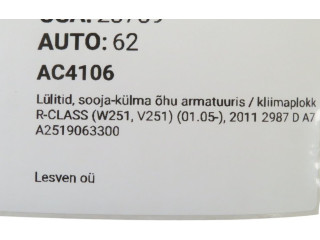 AUTO: 62
AC4106
Lülitid, sooja-külma õhu armatuuris / kliimaplokk
R-CLASS (W251, V251) (01.05-), 2011 2987 D A7
A2519063300
Lesven oü